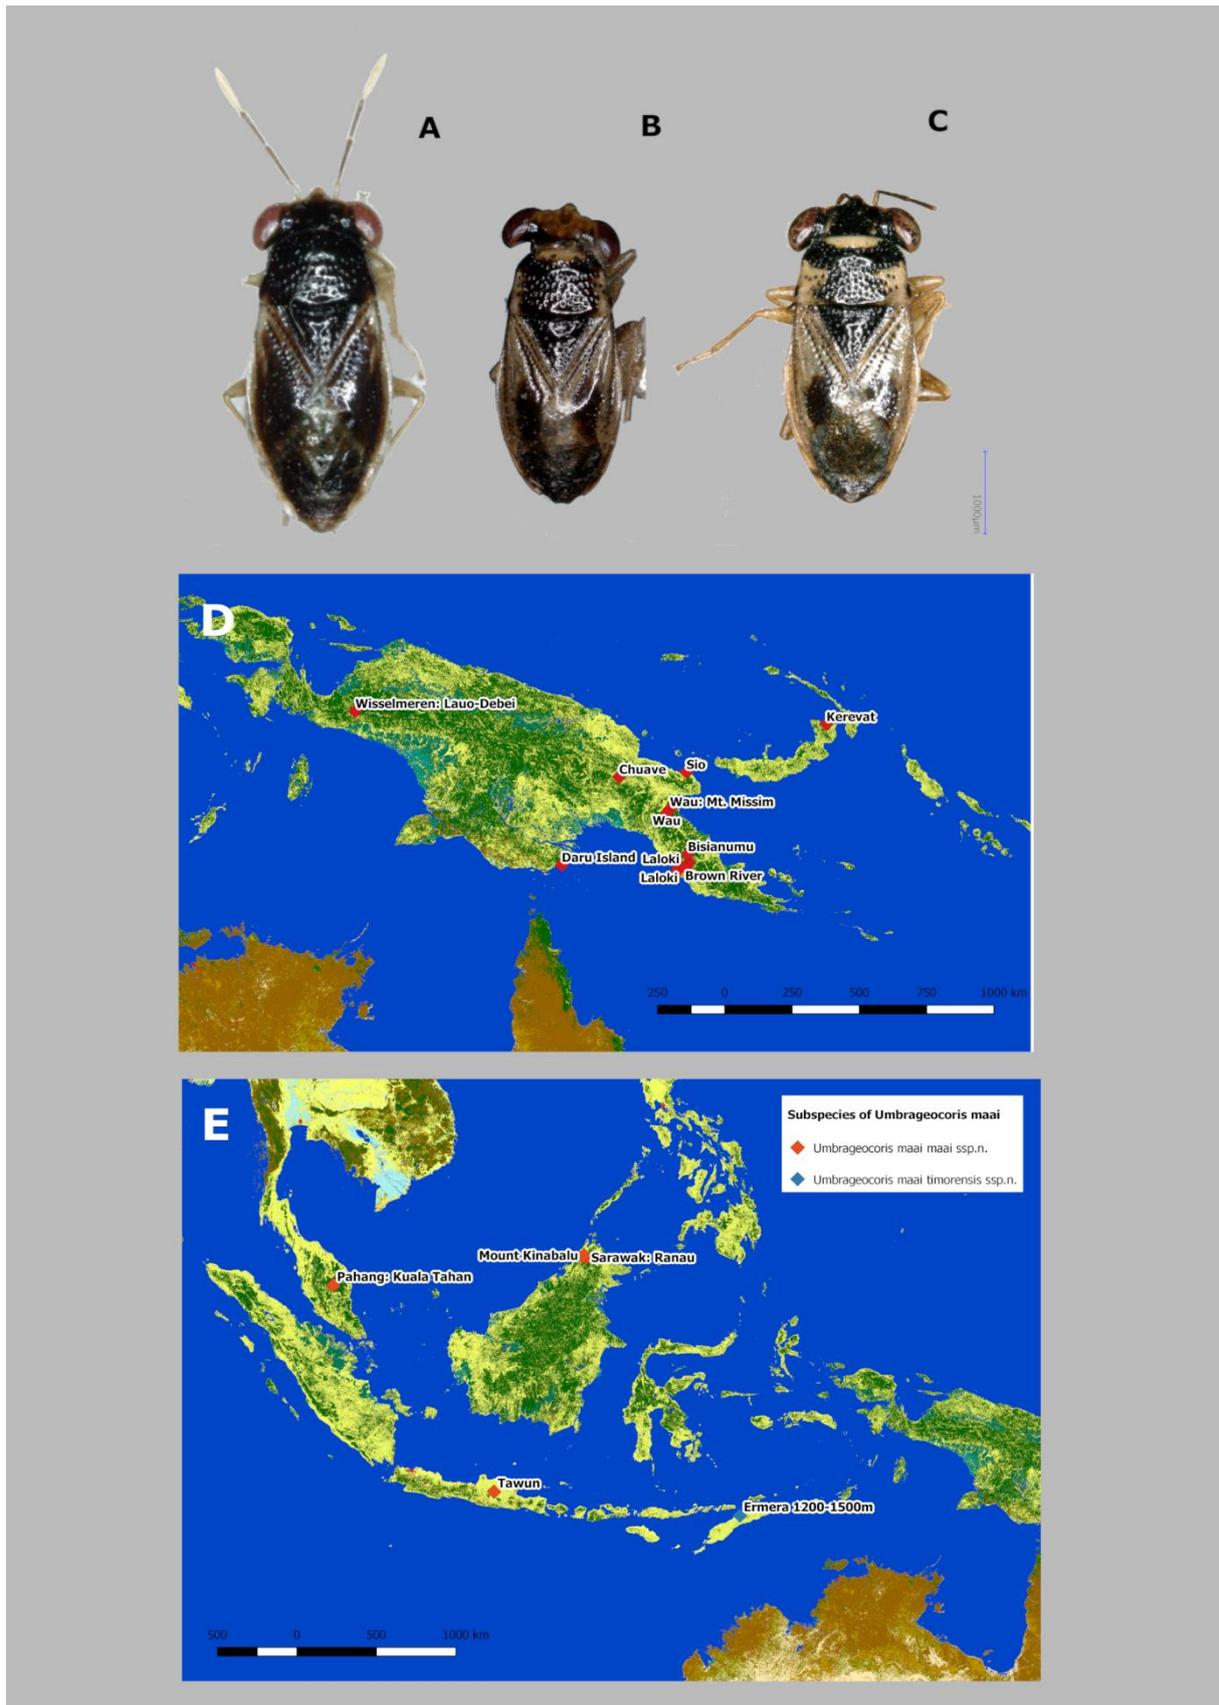 A
B
C
1000µm
D
Wisselmeren: Lauo-Debei
Kerevat
Chuave
Sio
Wau: Mt. Missim
Wau
Bisianumu
Daru Island
Laloki
Laloki
Brown River
250 0 250 500 750 1000 km
E
Subspecies of Umbrageocoris maai
Umbrageocoris maai maai ssp.n.
Umbrageocoris maai timorensis ssp.n.
Mount Kinabalu
Sarawak: Ranau
Pahang: Kuala Tahan
Tawun
Ermera 1200-1500m
500 0 500 1000 km